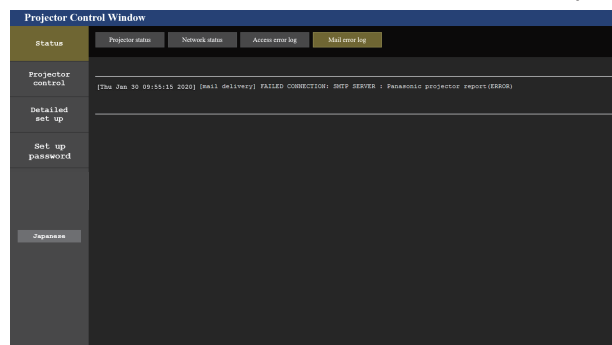 Projector Control Window
Status
Projector status
Network status
Access error log
Mail error log
Projector
control
[Thu Jan 30 09:55:15 2020] [mail delivery] FAILED CONNECTION: SMTP SERVER : Panasonic projector report(ERROR)
Detailed
set up
Set up
password
Japanese